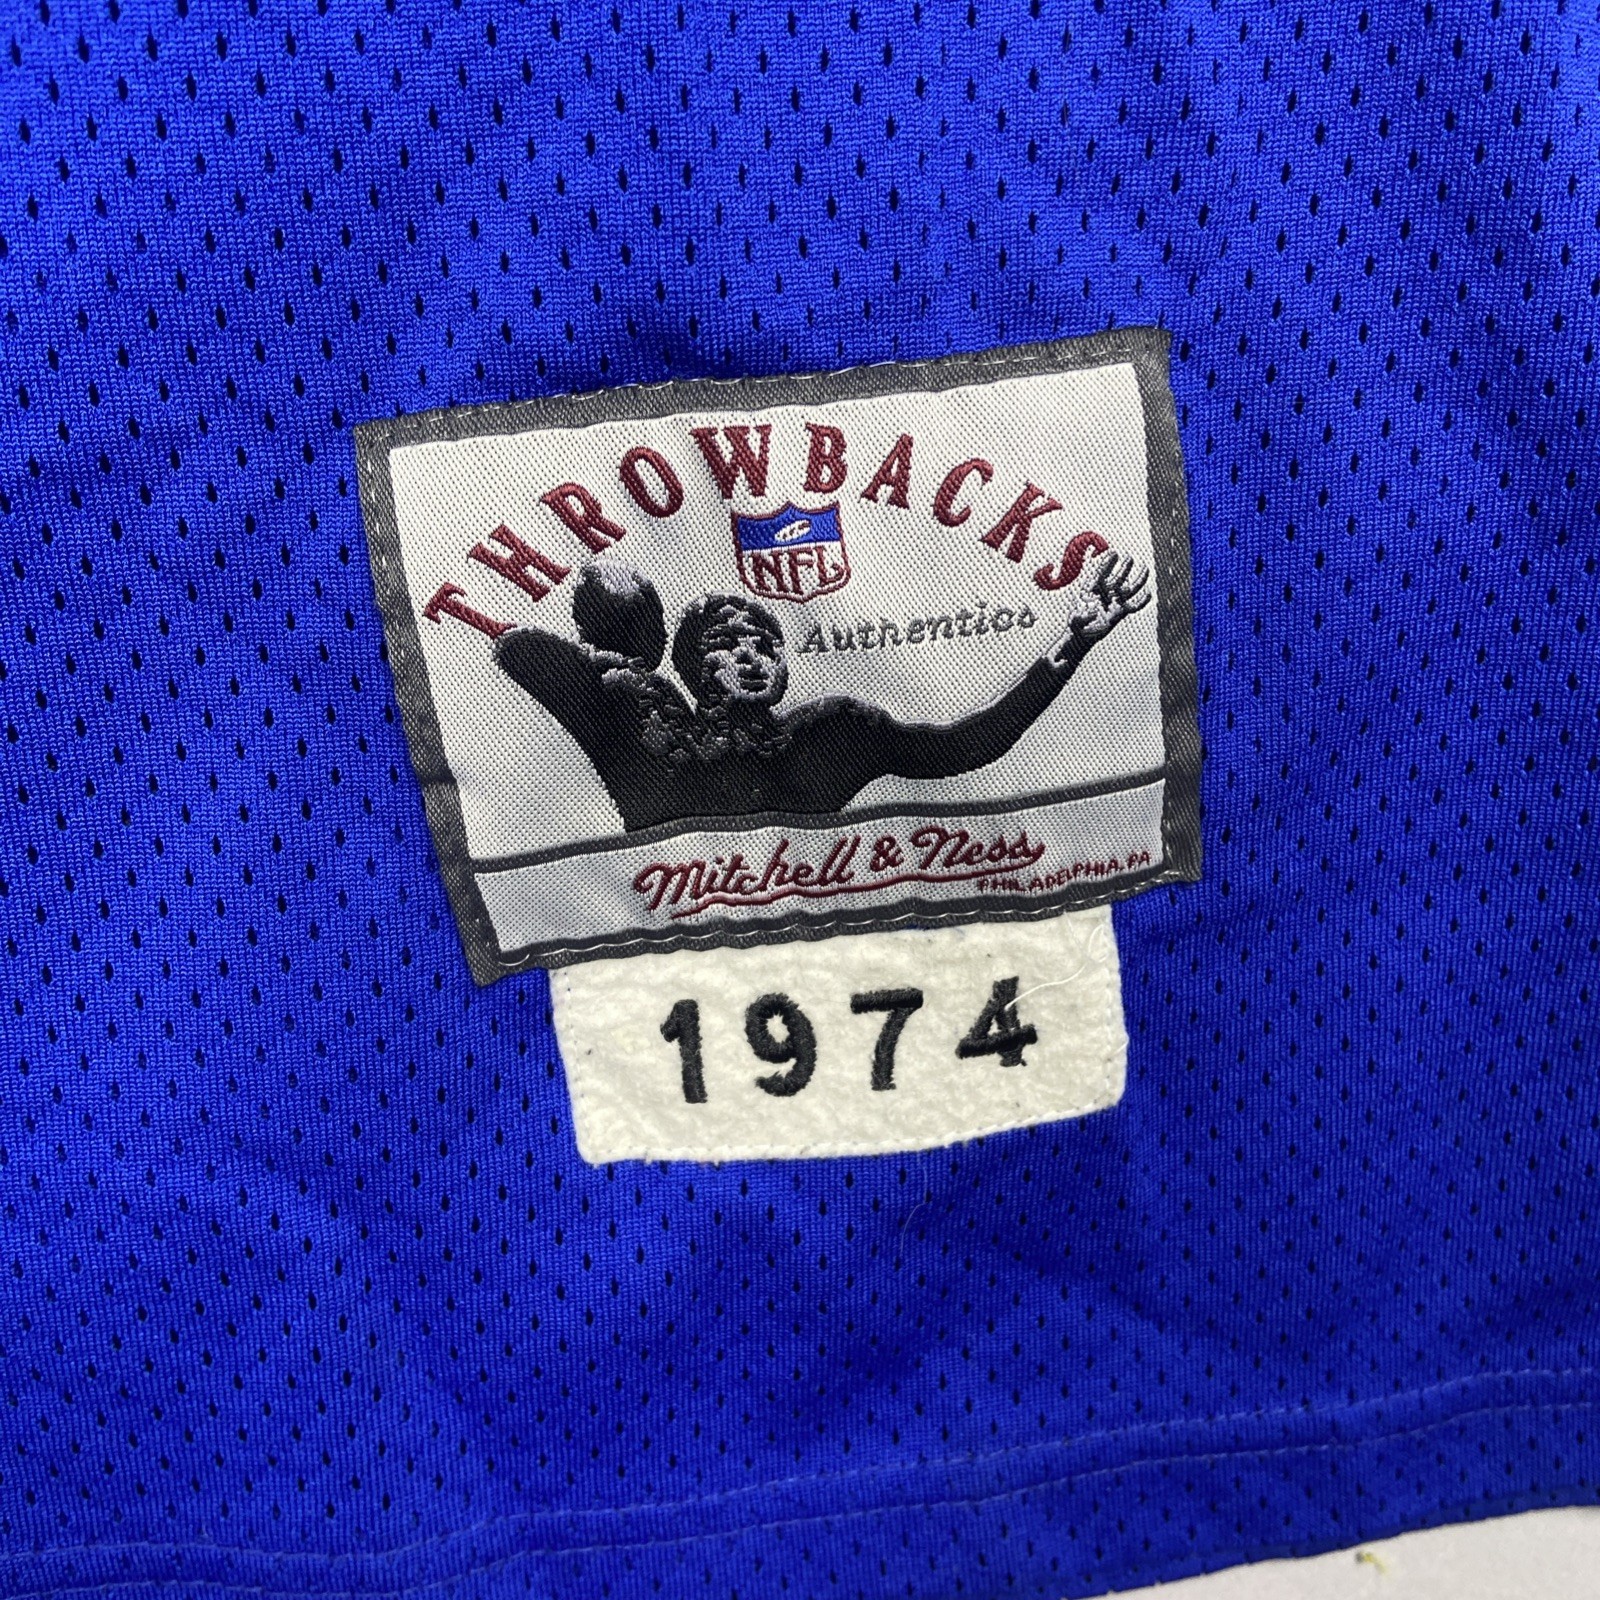 THROWBACKS
NFL
Authentics
Mitchell & Ness
PHILADELPHIA, PA
1974